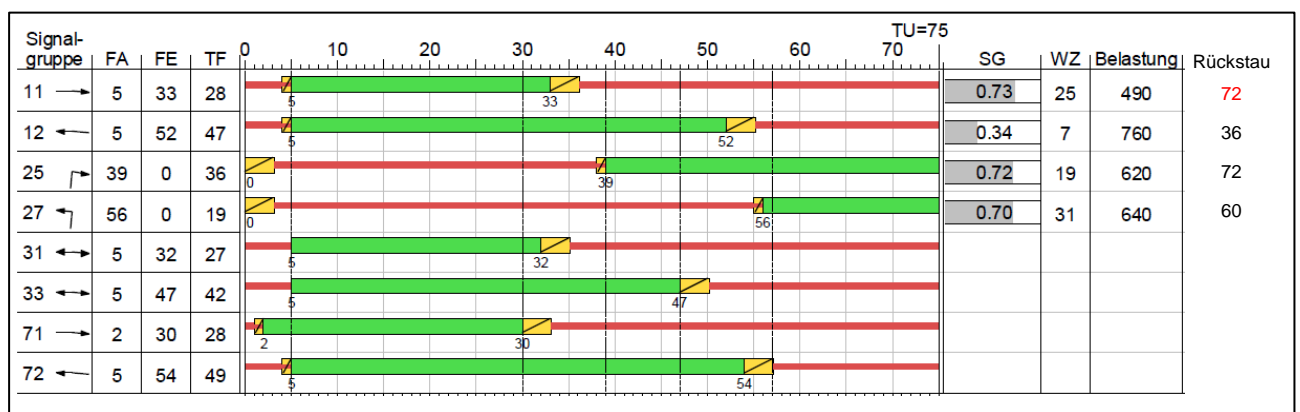 TU=75
Signal-
gruppe FA FE TF 0 10 20 30 40 50 60 70 SG WZ Belastung Rückstau
11 5 33 28 5 33 0.73 25 490 72
12 5 52 47 5 52 0.34 7 760 36
25 39 0 36 0 39 0.72 19 620 72
27 56 0 19 0 56 0.70 31 640 60
31 5 32 27 5 32
33 5 47 42 5 47
71 2 30 28 2 30
72 5 54 49 5 54